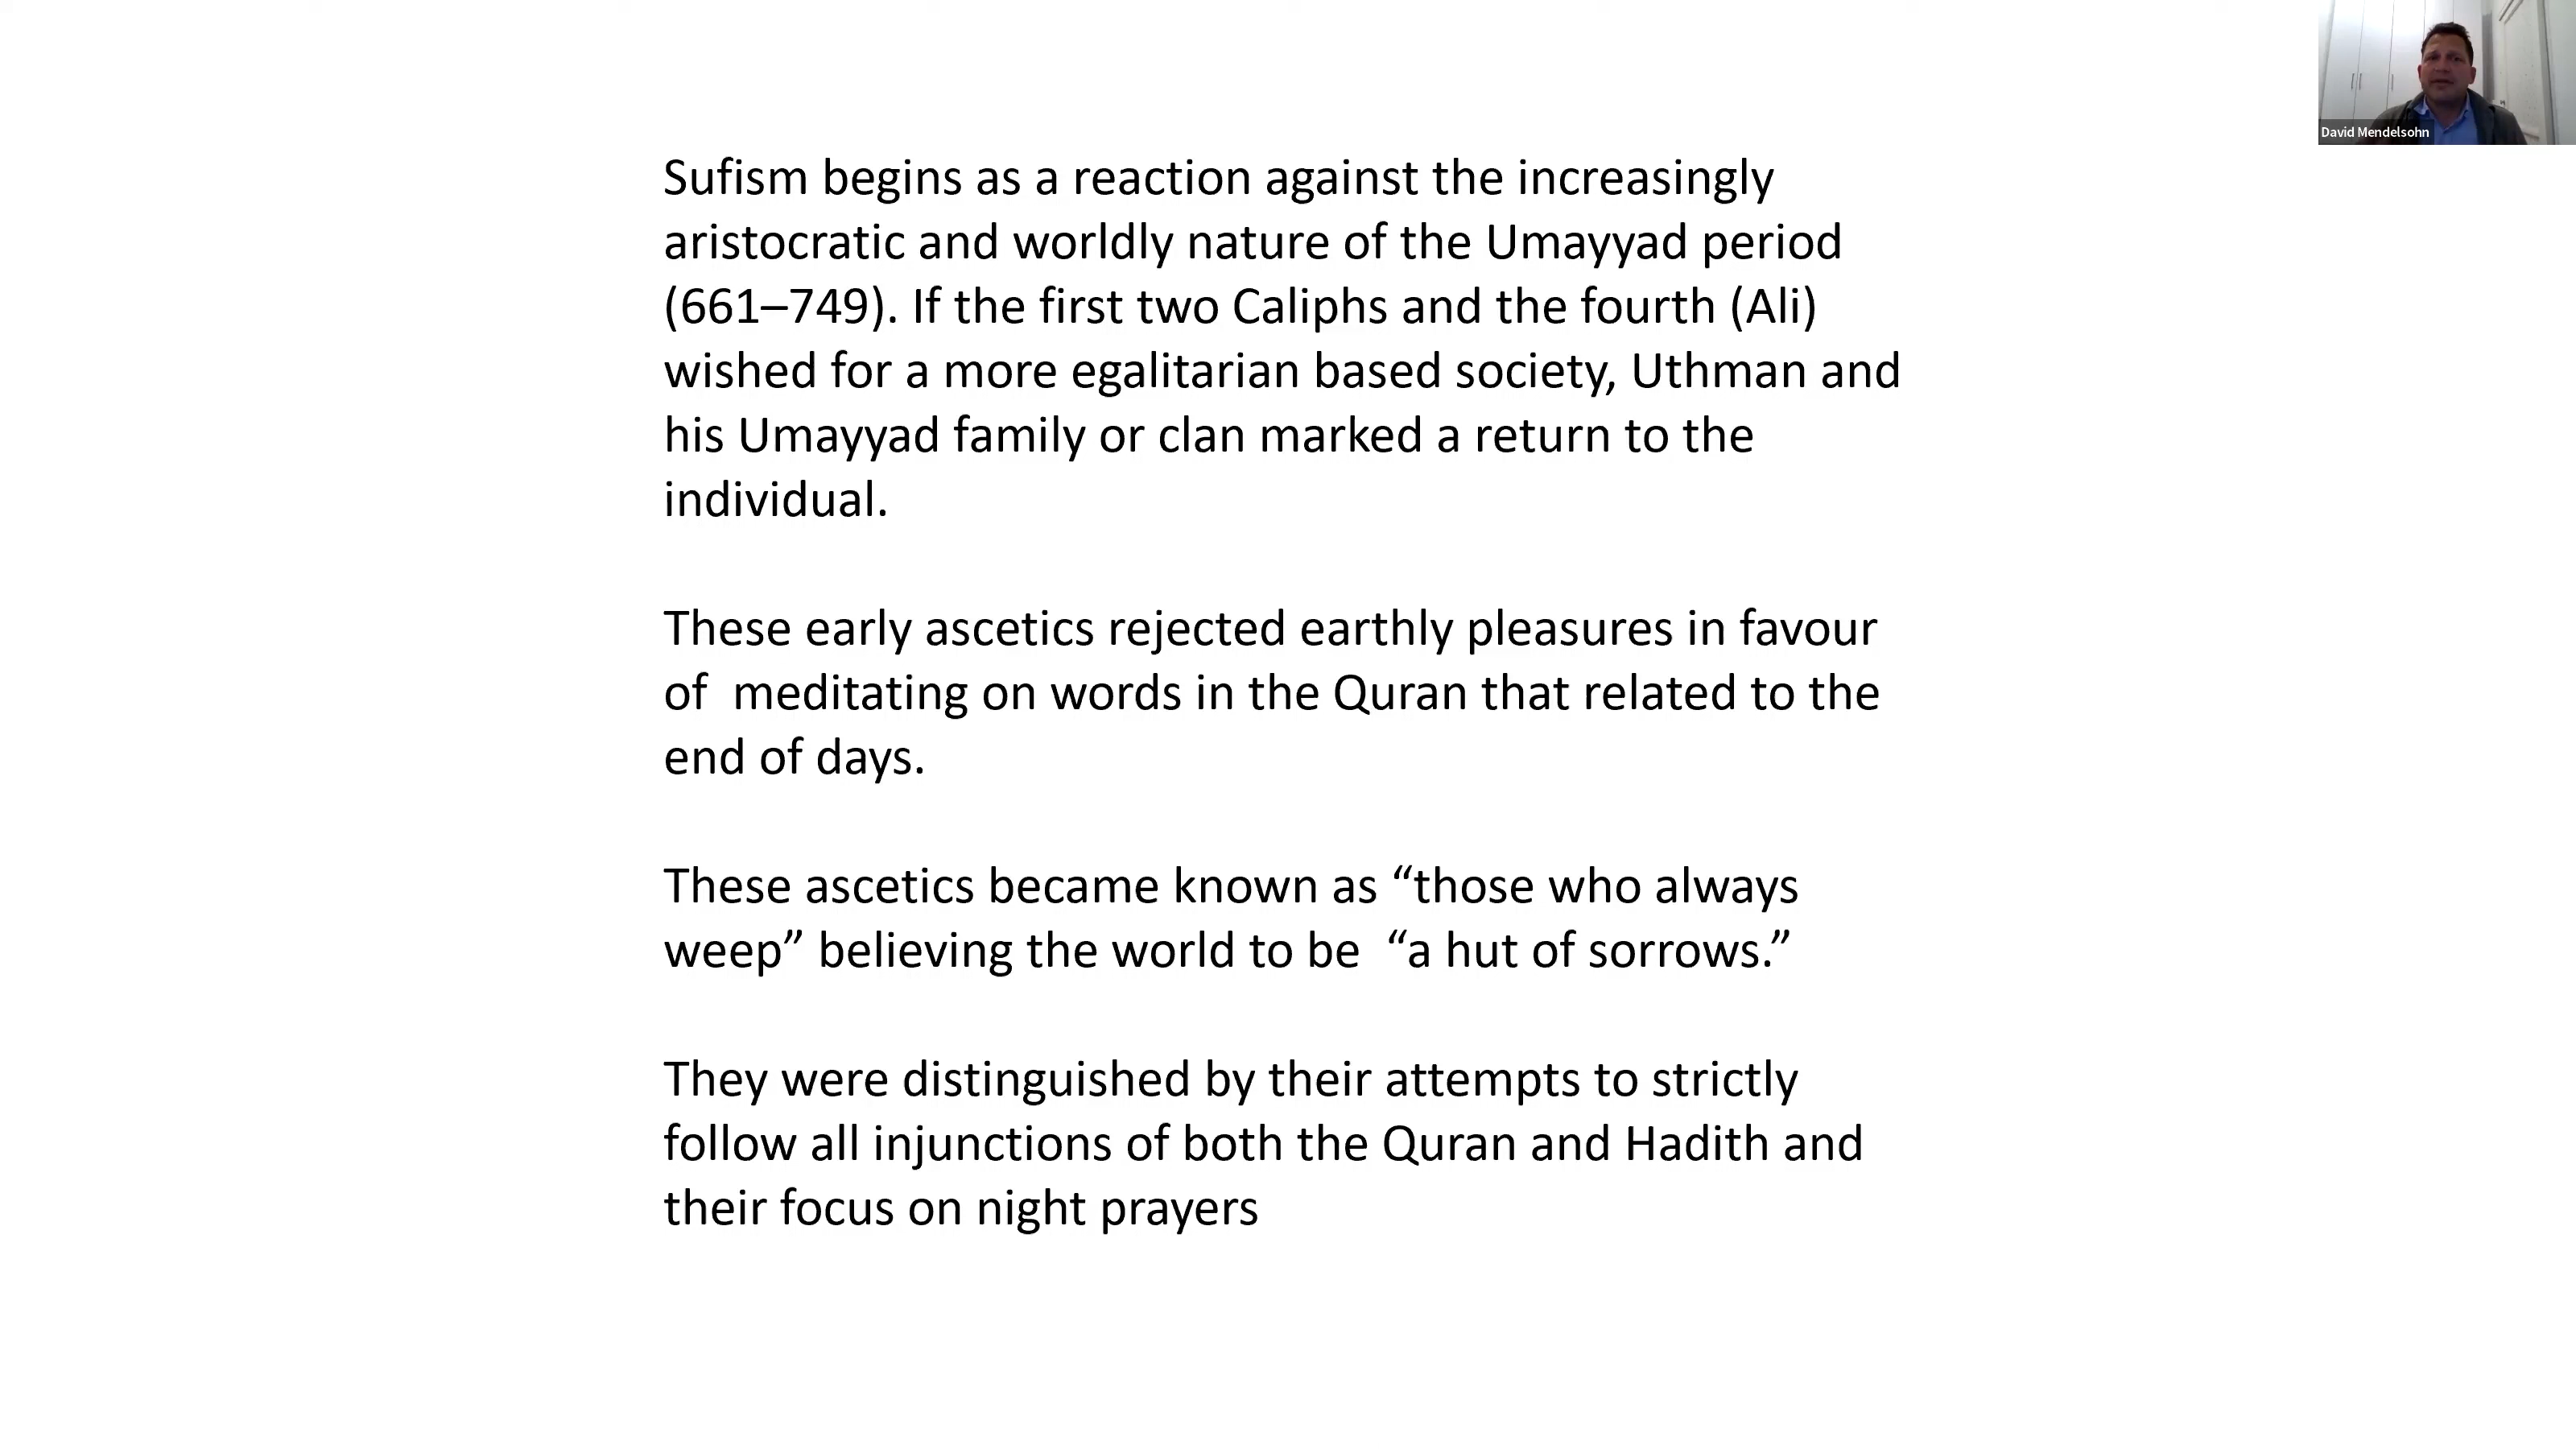 David Mendelsohn
Sufism begins as a reaction against the increasingly
aristocratic and worldly nature of the Umayyad period
(661–749). If the first two Caliphs and the fourth (Ali)
wished for a more egalitarian based society, Uthman and
his Umayyad family or clan marked a return to the
individual.
These early ascetics rejected earthly pleasures in favour
of  meditating on words in the Quran that related to the
end of days.
These ascetics became known as “those who always
weep” believing the world to be  “a hut of sorrows.”
They were distinguished by their attempts to strictly
follow all injunctions of both the Quran and Hadith and
their focus on night prayers